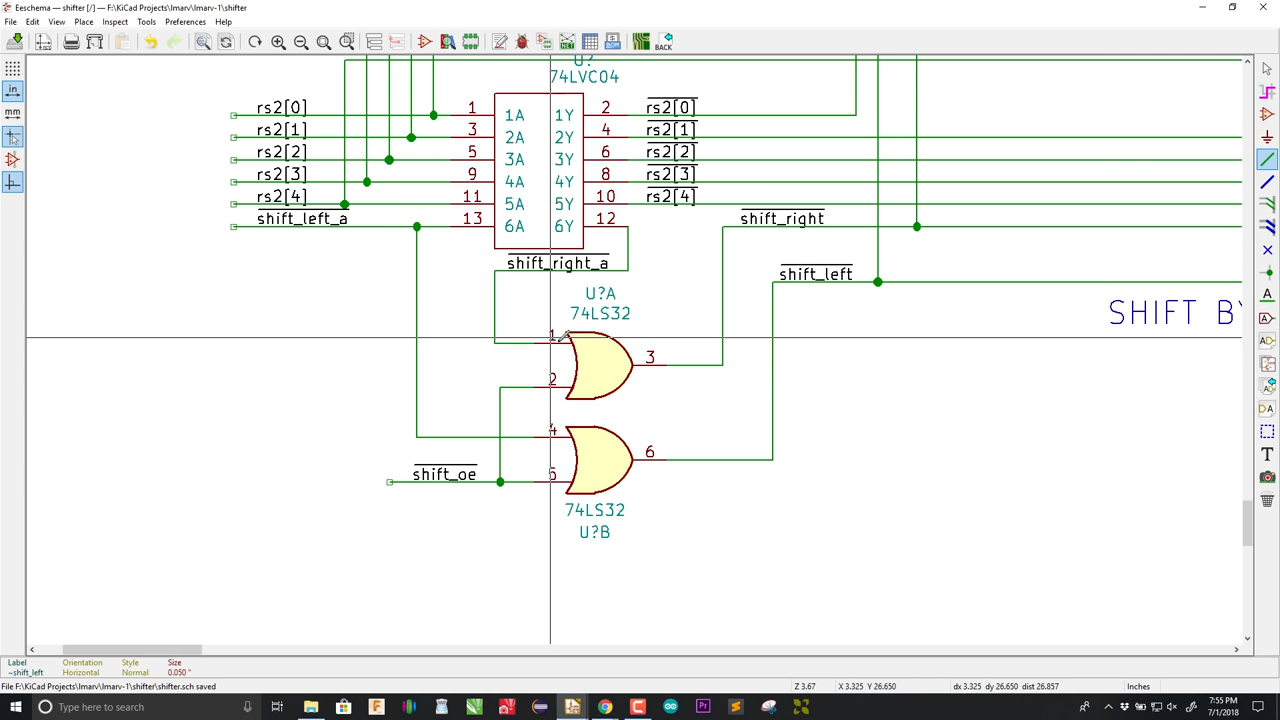 Eeschema — shifter [/] — F:\KiCad Projects\lmarv\lmarv-1\shifter
File Edit View Place Inspect Tools Preferences Help
BACK
in
mm
U?
74LVC04
rs2[0] 1 1A 1Y 2 rs2[0]
rs2[1] 3 2A 2Y 4 rs2[1]
rs2[2] 5 3A 3Y 6 rs2[2]
rs2[3] 9 4A 4Y 8 rs2[3]
rs2[4] 11 5A 5Y 10 rs2[4]
shift_left_a 13 6A 6Y 12 shift_right
shift_right_a
shift_left
U?A
74LS32
SHIFT BY
1
3
2
4
6
shift_oe 5
74LS32
U?B
Label Orientation Style Size
~shift_left Horizontal Normal 0.050 "
File F:\KiCad Projects\lmarv\lmarv-1\shifter\shifter.sch saved Z 3.67 X 3.325 Y 26.650 dx 3.325 dy 26.650 dist 26.857 Inches
Type here to search
7:55 PM
7/1/2018